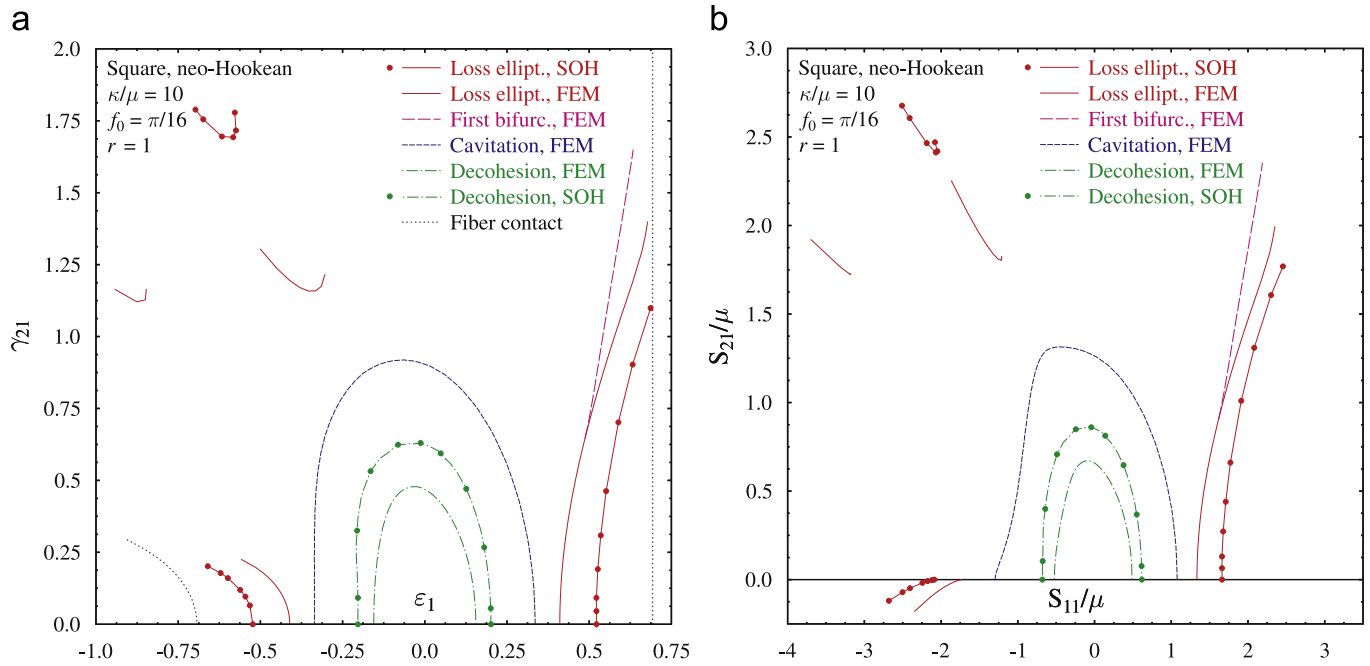 a
2.0
1.75
1.5
1.25
1.0
0.75
0.5
0.25
0.0
γ21
Square, neo-Hookean
κ/μ = 10
f0 = π/16
r = 1
Loss ellipt., SOH
Loss ellipt., FEM
First bifurc., FEM
Cavitation, FEM
Decohesion, FEM
Decohesion, SOH
Fiber contact
ε1
-1.0 -0.75 -0.5 -0.25 0.0 0.25 0.5 0.75
b
3.0
2.5
2.0
1.5
1.0
0.5
0.0
S21/μ
Square, neo-Hookean
κ/μ = 10
f0 = π/16
r = 1
Loss ellipt., SOH
Loss ellipt., FEM
First bifurc., FEM
Cavitation, FEM
Decohesion, FEM
Decohesion, SOH
S11/μ
-4 -3 -2 -1 0 1 2 3